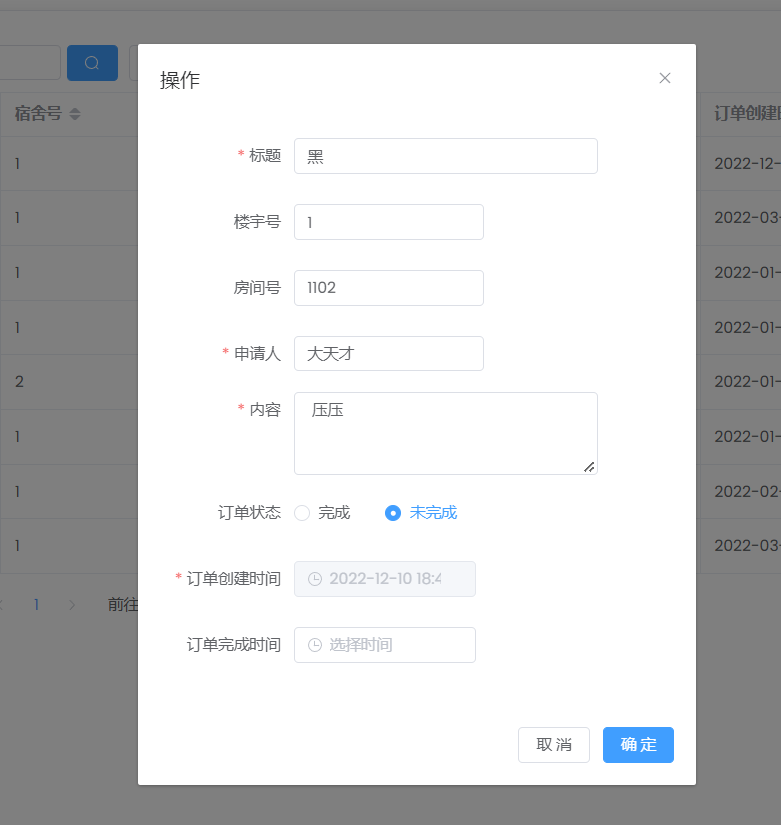 操作
* 标题 黑
楼宇号 1
房间号 1102
* 申请人 大天才
* 内容 压压
订单状态 完成 未完成
* 订单创建时间 2022-12-10 18:4
订单完成时间 选择时间
取消 确定
宿舍号
1
1
1
1
2
1
1
1
1
前往
订单创建
2022-12-
2022-03-
2022-01-
2022-01-
2022-01-
2022-01-
2022-02-
2022-03-